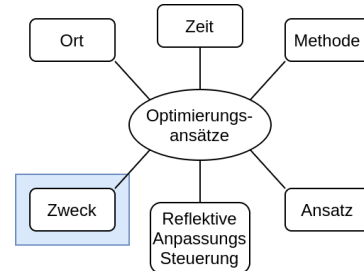 Zeit
Ort
Methode
Optimierungs-
ansätze
Zweck
Ansatz
Reflektive
Anpassungs
Steuerung